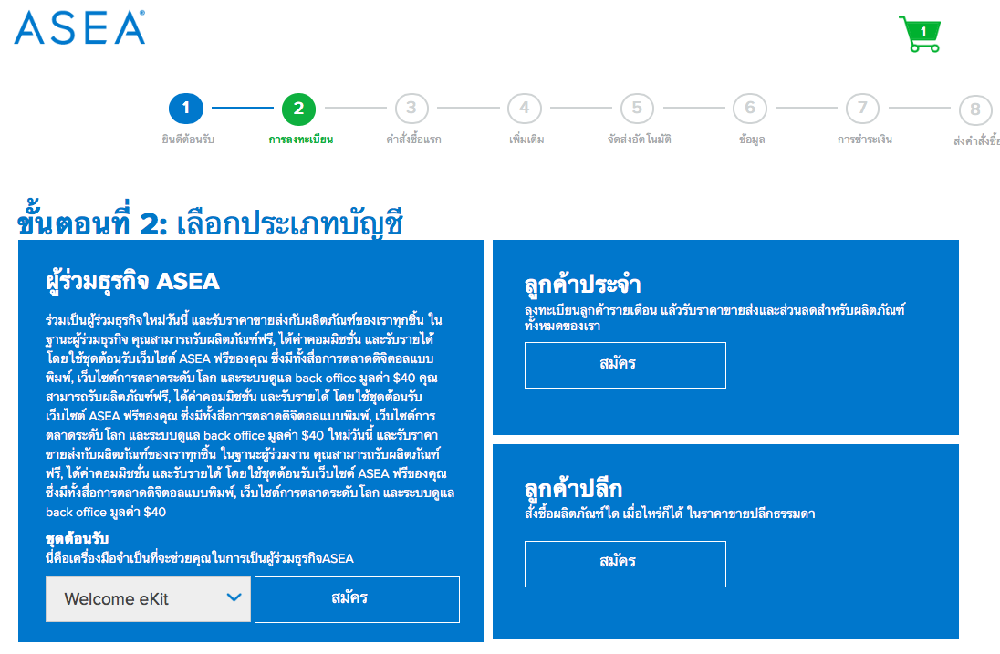 ASEA®
1
1
2
3
4
5
6
7
8
ยินดีต้อนรับ
การลงทะเบียน
คำสั่งซื้อแรก
เพิ่มเติม
จัดส่งอัตโนมัติ
ข้อมูล
การชำระเงิน
ส่งคำสั่งซื้อ
ขั้นตอนที่ 2: เลือกประเภทบัญชี
ผู้ร่วมธุรกิจ ASEA
ร่วมเป็นผู้ร่วมธุรกิจใหม่วันนี้ และรับราคาขายส่งกับผลิตภัณฑ์ของเราทุกชิ้น ใน
ฐานะผู้ร่วมธุรกิจ คุณสามารถรับผลิตภัณฑ์ฟรี, ได้ค่าคอมมิชชั่น และรับรายได้
โดยใช้ชุดต้อนรับเว็บไซต์ ASEA ฟรีของคุณ ซึ่งมีทั้งสื่อการตลาดดิจิตอลแบบ
พิมพ์, เว็บไซต์การตลาดระดับโลก และระบบดูแล back office มูลค่า $40 คุณ
สามารถรับผลิตภัณฑ์ฟรี, ได้ค่าคอมมิชชั่น และรับรายได้ โดยใช้ชุดต้อนรับ
เว็บไซต์ ASEA ฟรีของคุณ ซึ่งมีทั้งสื่อการตลาดดิจิตอลแบบพิมพ์, เว็บไซต์การ
ตลาดระดับโลก และระบบดูแล back office มูลค่า $40 ใหม่วันนี้ และรับราคา
ขายส่งกับผลิตภัณฑ์ของเราทุกชิ้น ในฐานะผู้ร่วมงาน คุณสามารถรับผลิตภัณฑ์
ฟรี, ได้ค่าคอมมิชชั่น และรับรายได้ โดยใช้ชุดต้อนรับเว็บไซต์ ASEA ฟรีของคุณ
ซึ่งมีทั้งสื่อการตลาดดิจิตอลแบบพิมพ์, เว็บไซต์การตลาดระดับโลก และระบบดูแล
back office มูลค่า $40
ชุดต้อนรับ
นี่คือเครื่องมือจำเป็นที่จะช่วยคุณในการเป็นผู้ร่วมธุรกิจASEA
Welcome eKit
สมัคร
ลูกค้าประจำ
ลงทะเบียนลูกค้ารายเดือน แล้วรับราคาขายส่งและส่วนลดสำหรับผลิตภัณฑ์
ทั้งหมดของเรา
สมัคร
ลูกค้าปลีก
สั่งซื้อผลิตภัณฑ์ใด เมื่อไหร่ก็ได้ ในราคาขายปลีกธรรมดา
สมัคร